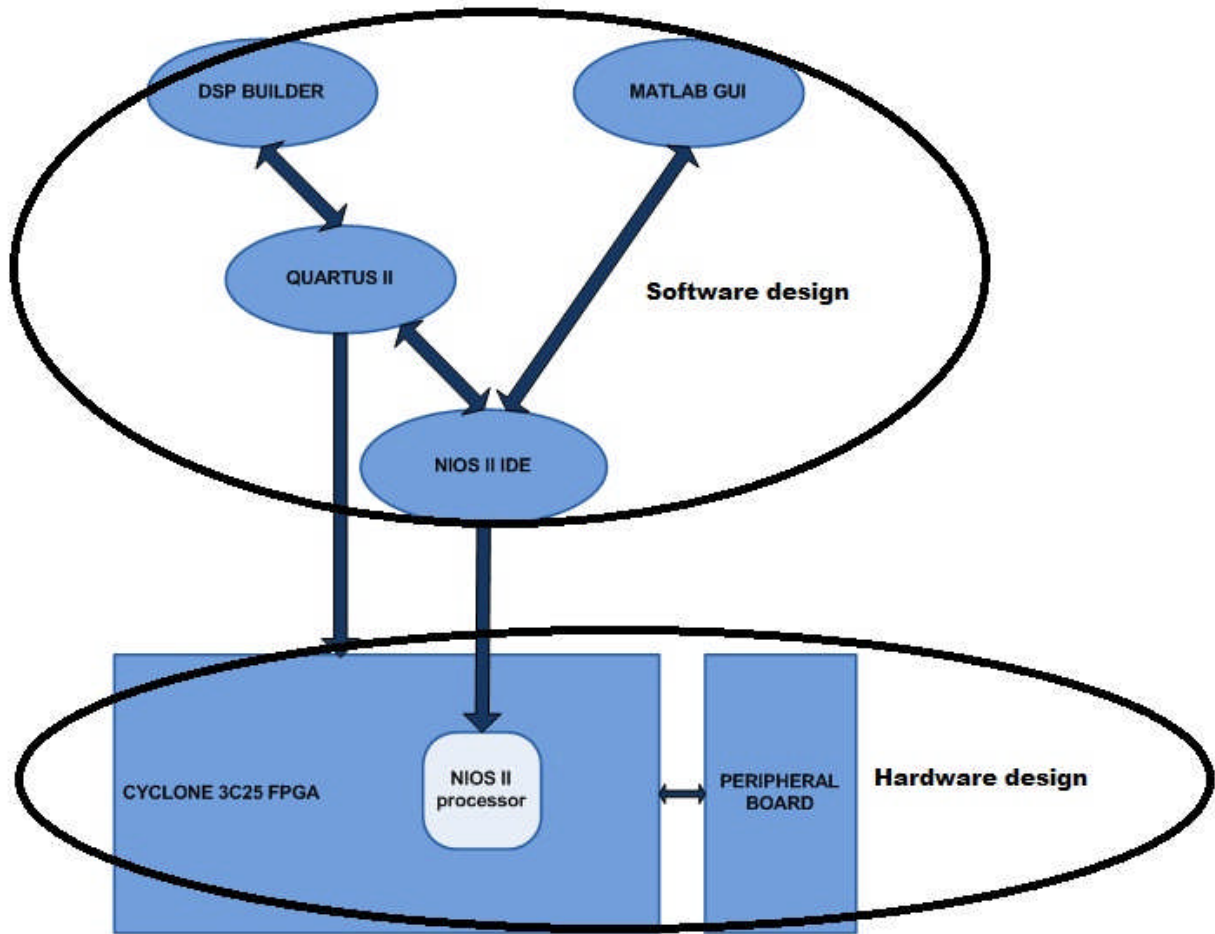 DSP BUILDER
MATLAB GUI
QUARTUS II
Software design
NIOS II IDE
CYCLONE 3C25 FPGA
NIOS II
processor
PERIPHERAL
BOARD
Hardware design